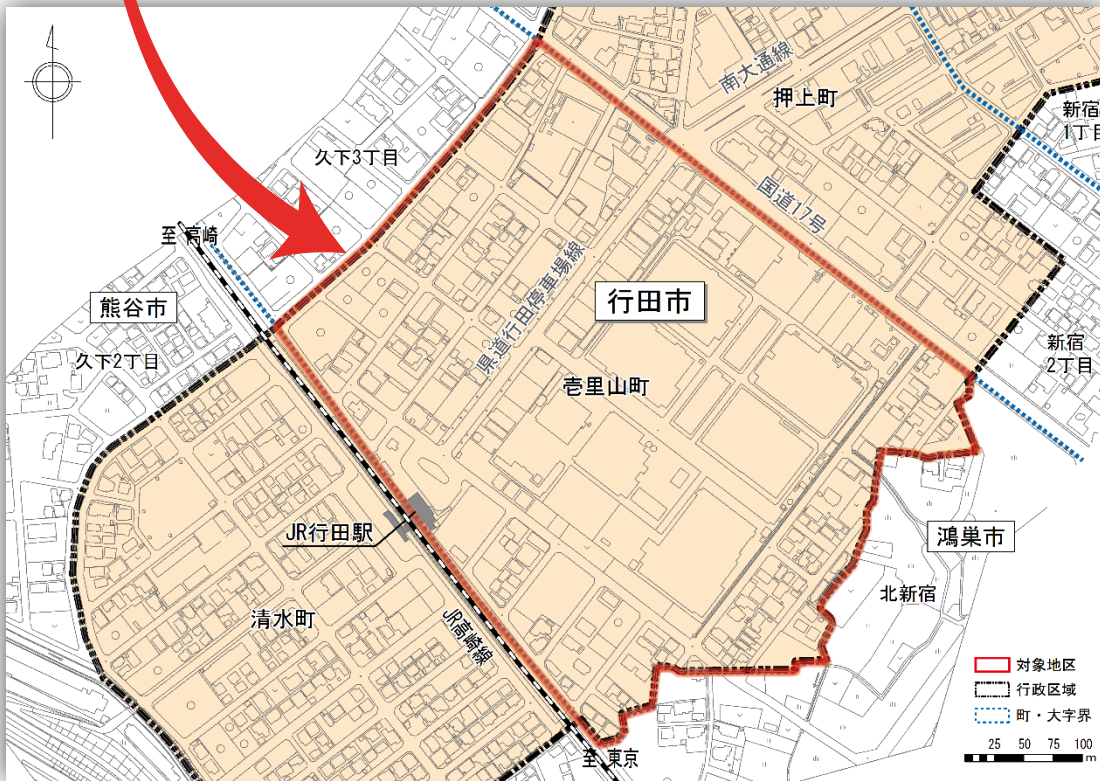 南大通線
押上町
新宿
1丁目
久下3丁目
国道17号
至 高崎
熊谷市
行田市
県道行田停車場線
久下2丁目
新宿
2丁目
壱里山町
JR行田駅
鴻巣市
北新宿
清水町
JR高崎線
対象地区
行政区域
町・大字界
至 東京
25 50 75 100
m